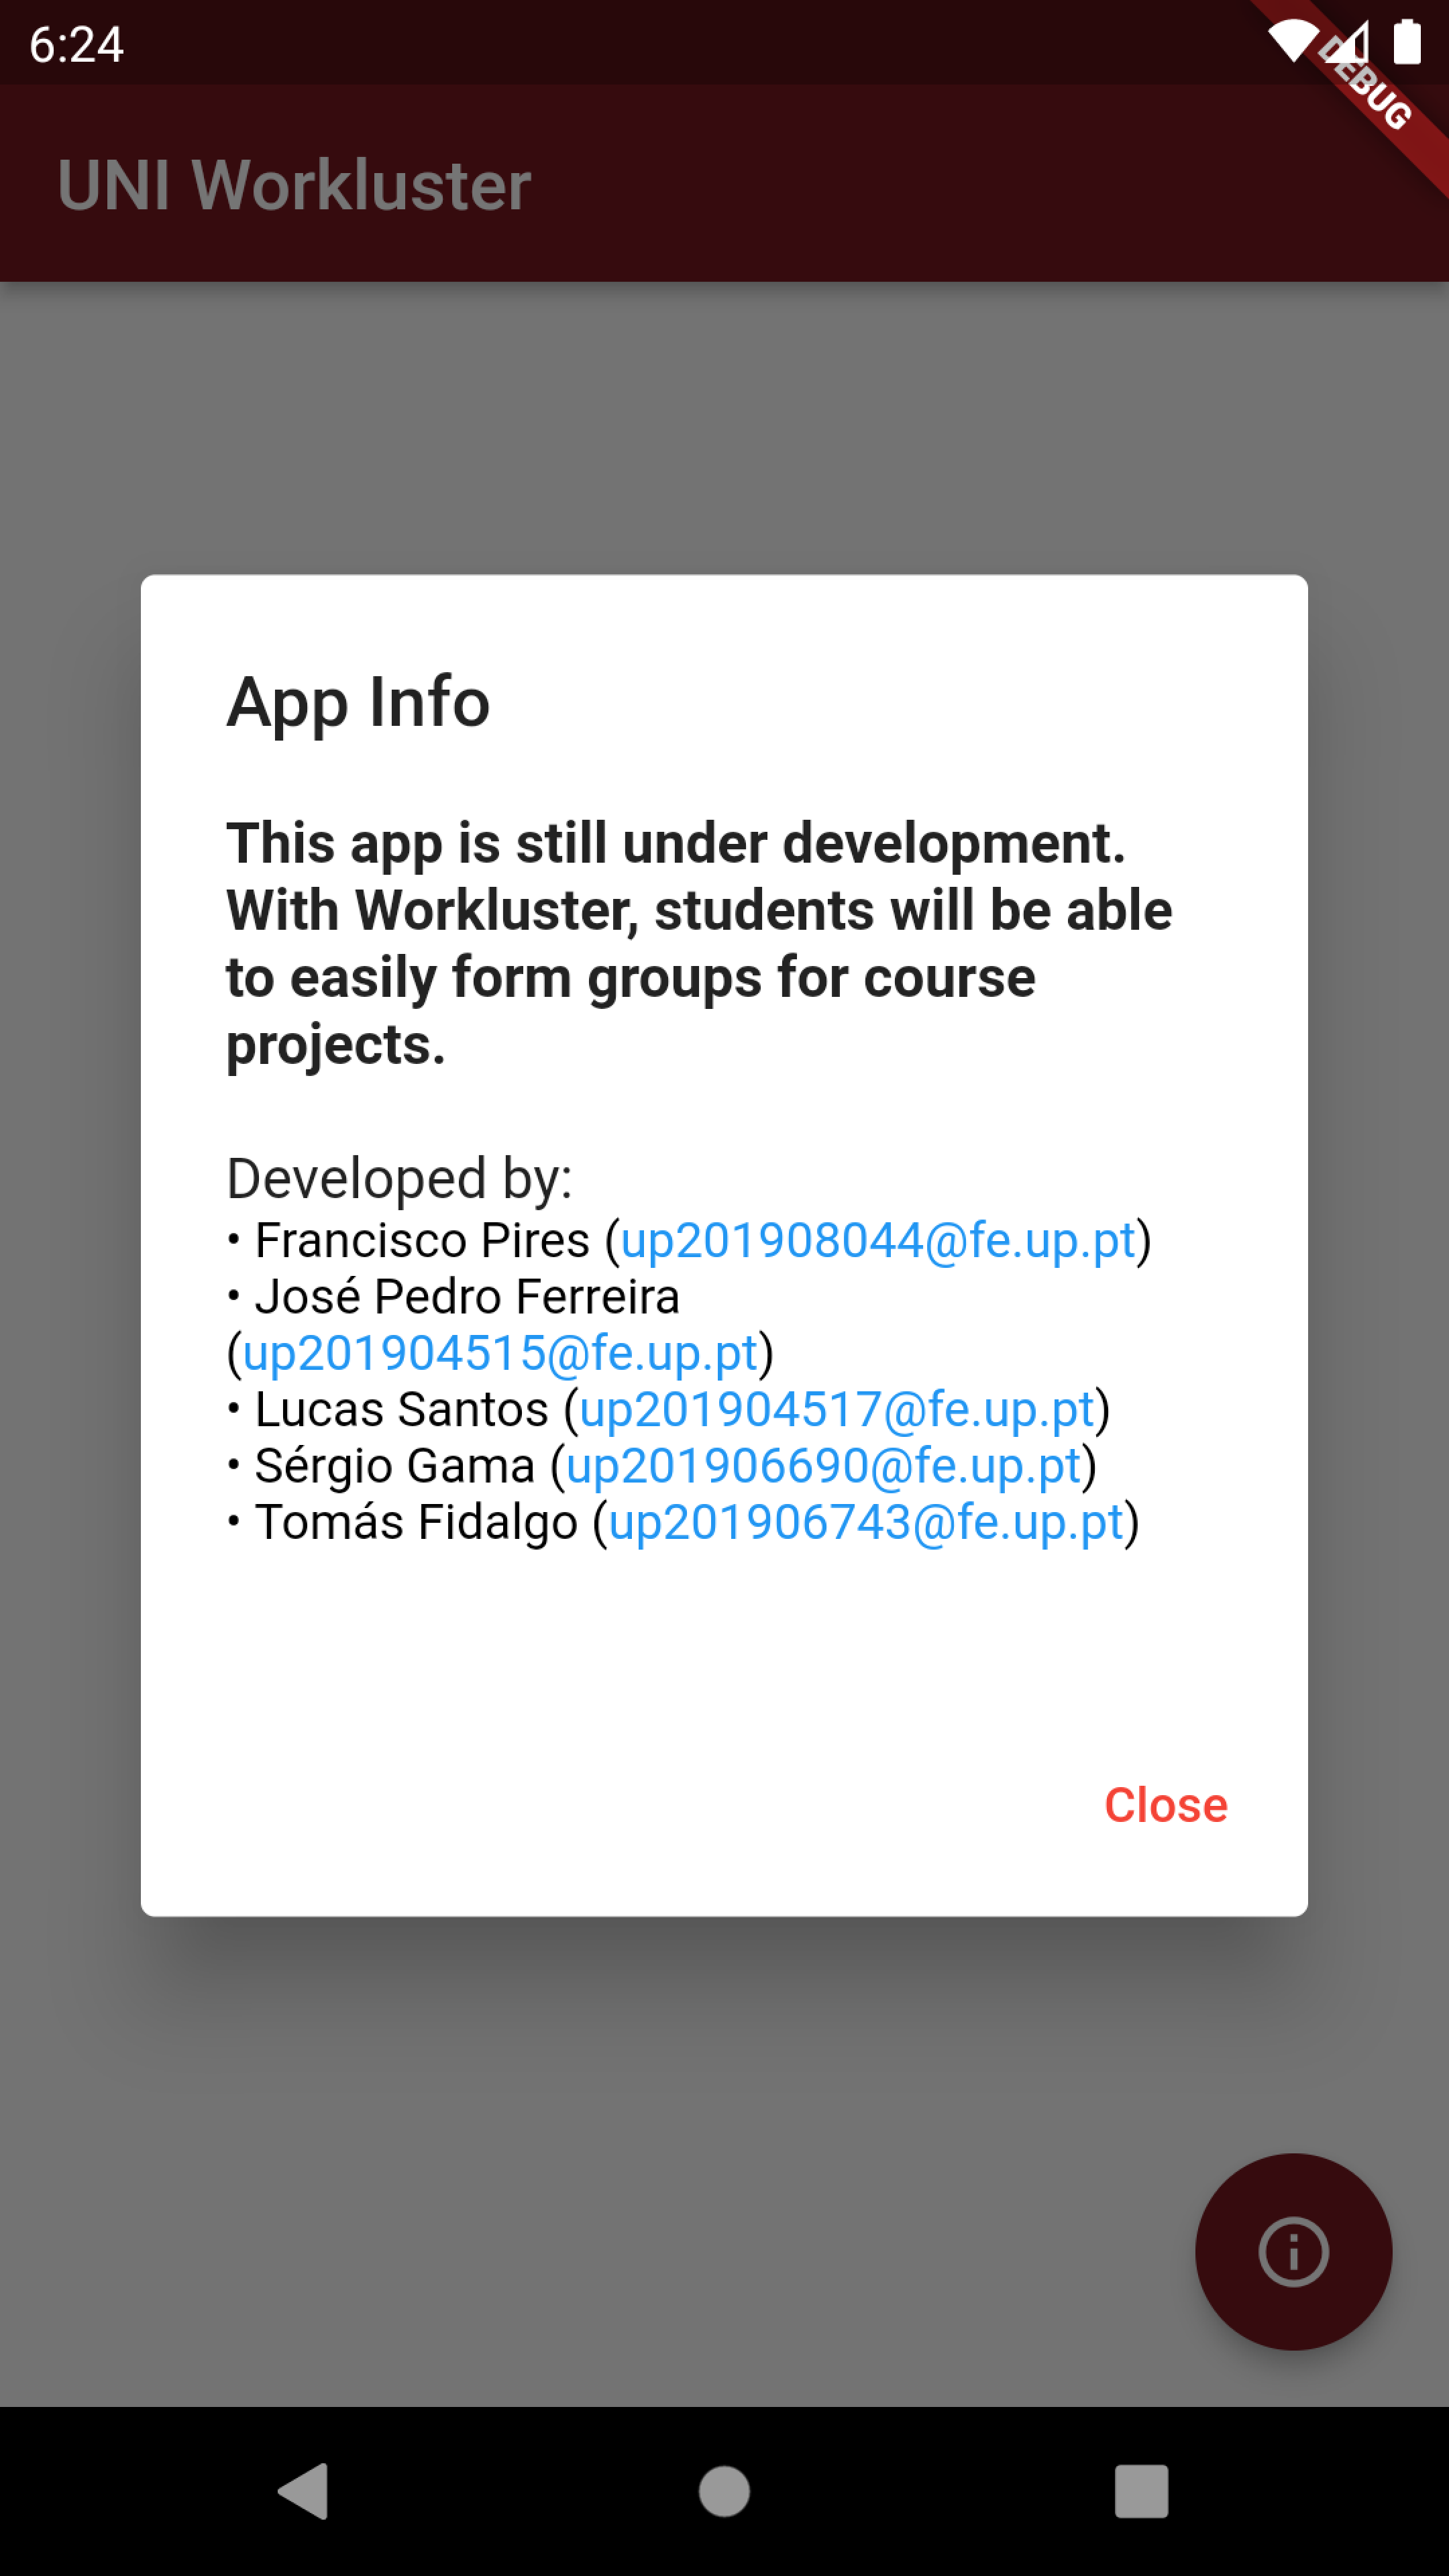 6:24
DEBUG
UNI Workluster
App Info
This app is still under development.
With Workluster, students will be able
to easily form groups for course
projects.
Developed by:
• Francisco Pires (up201908044@fe.up.pt)
• José Pedro Ferreira
(up201904515@fe.up.pt)
• Lucas Santos (up201904517@fe.up.pt)
• Sérgio Gama (up201906690@fe.up.pt)
• Tomás Fidalgo (up201906743@fe.up.pt)
Close